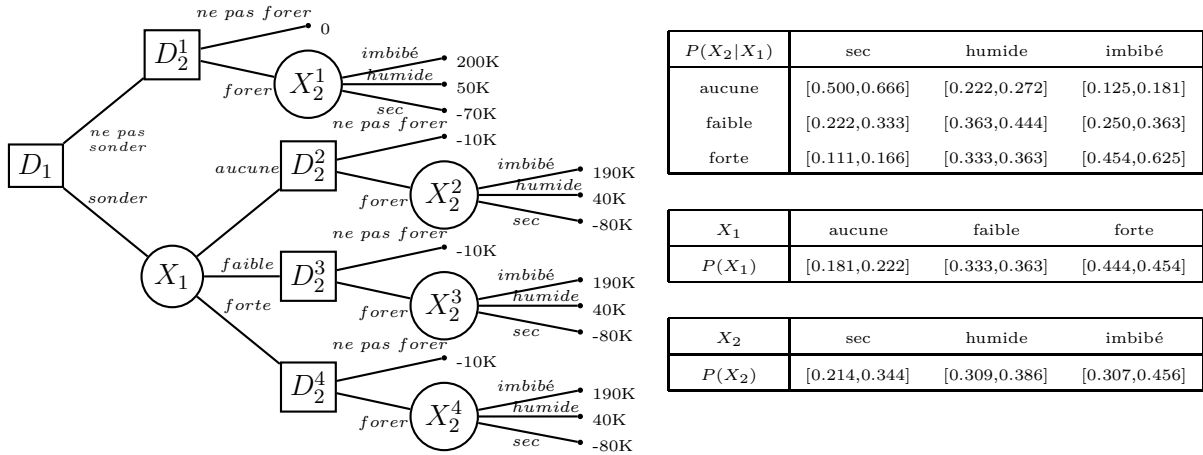 ne pas forer
0
D_2^1
imbibé
200K
humide
50K
forer
X_2^1
sec
-70K
ne pas
sonder
ne pas forer
-10K
D_1
aucune
D_2^2
imbibé
190K
humide
40K
forer
X_2^2
sec
-80K
sonder
ne pas forer
-10K
X_1
faible
D_2^3
imbibé
190K
humide
40K
forer
X_2^3
sec
-80K
forte
ne pas forer
-10K
D_2^4
imbibé
190K
humide
40K
forer
X_2^4
sec
-80K
P(X_2|X_1) sec humide imbibé
aucune [0.500,0.666] [0.222,0.272] [0.125,0.181]
faible [0.222,0.333] [0.363,0.444] [0.250,0.363]
forte [0.111,0.166] [0.333,0.363] [0.454,0.625]
X_1 aucune faible forte
P(X_1) [0.181,0.222] [0.333,0.363] [0.444,0.454]
X_2 sec humide imbibé
P(X_2) [0.214,0.344] [0.309,0.386] [0.307,0.456]